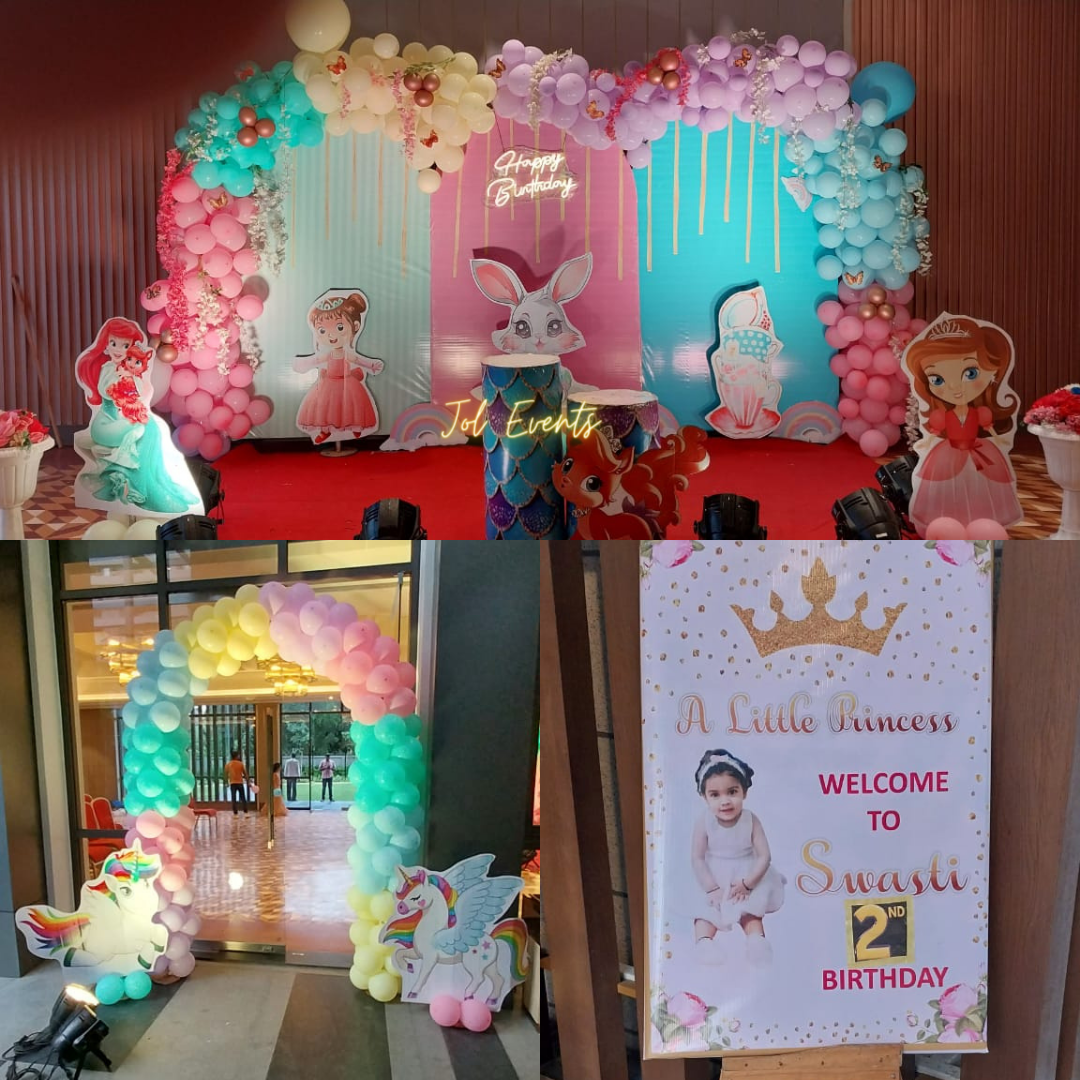 Happy
Birthday
Jol Events
A Little Princess
WELCOME
TO
Swasti
2ND
BIRTHDAY